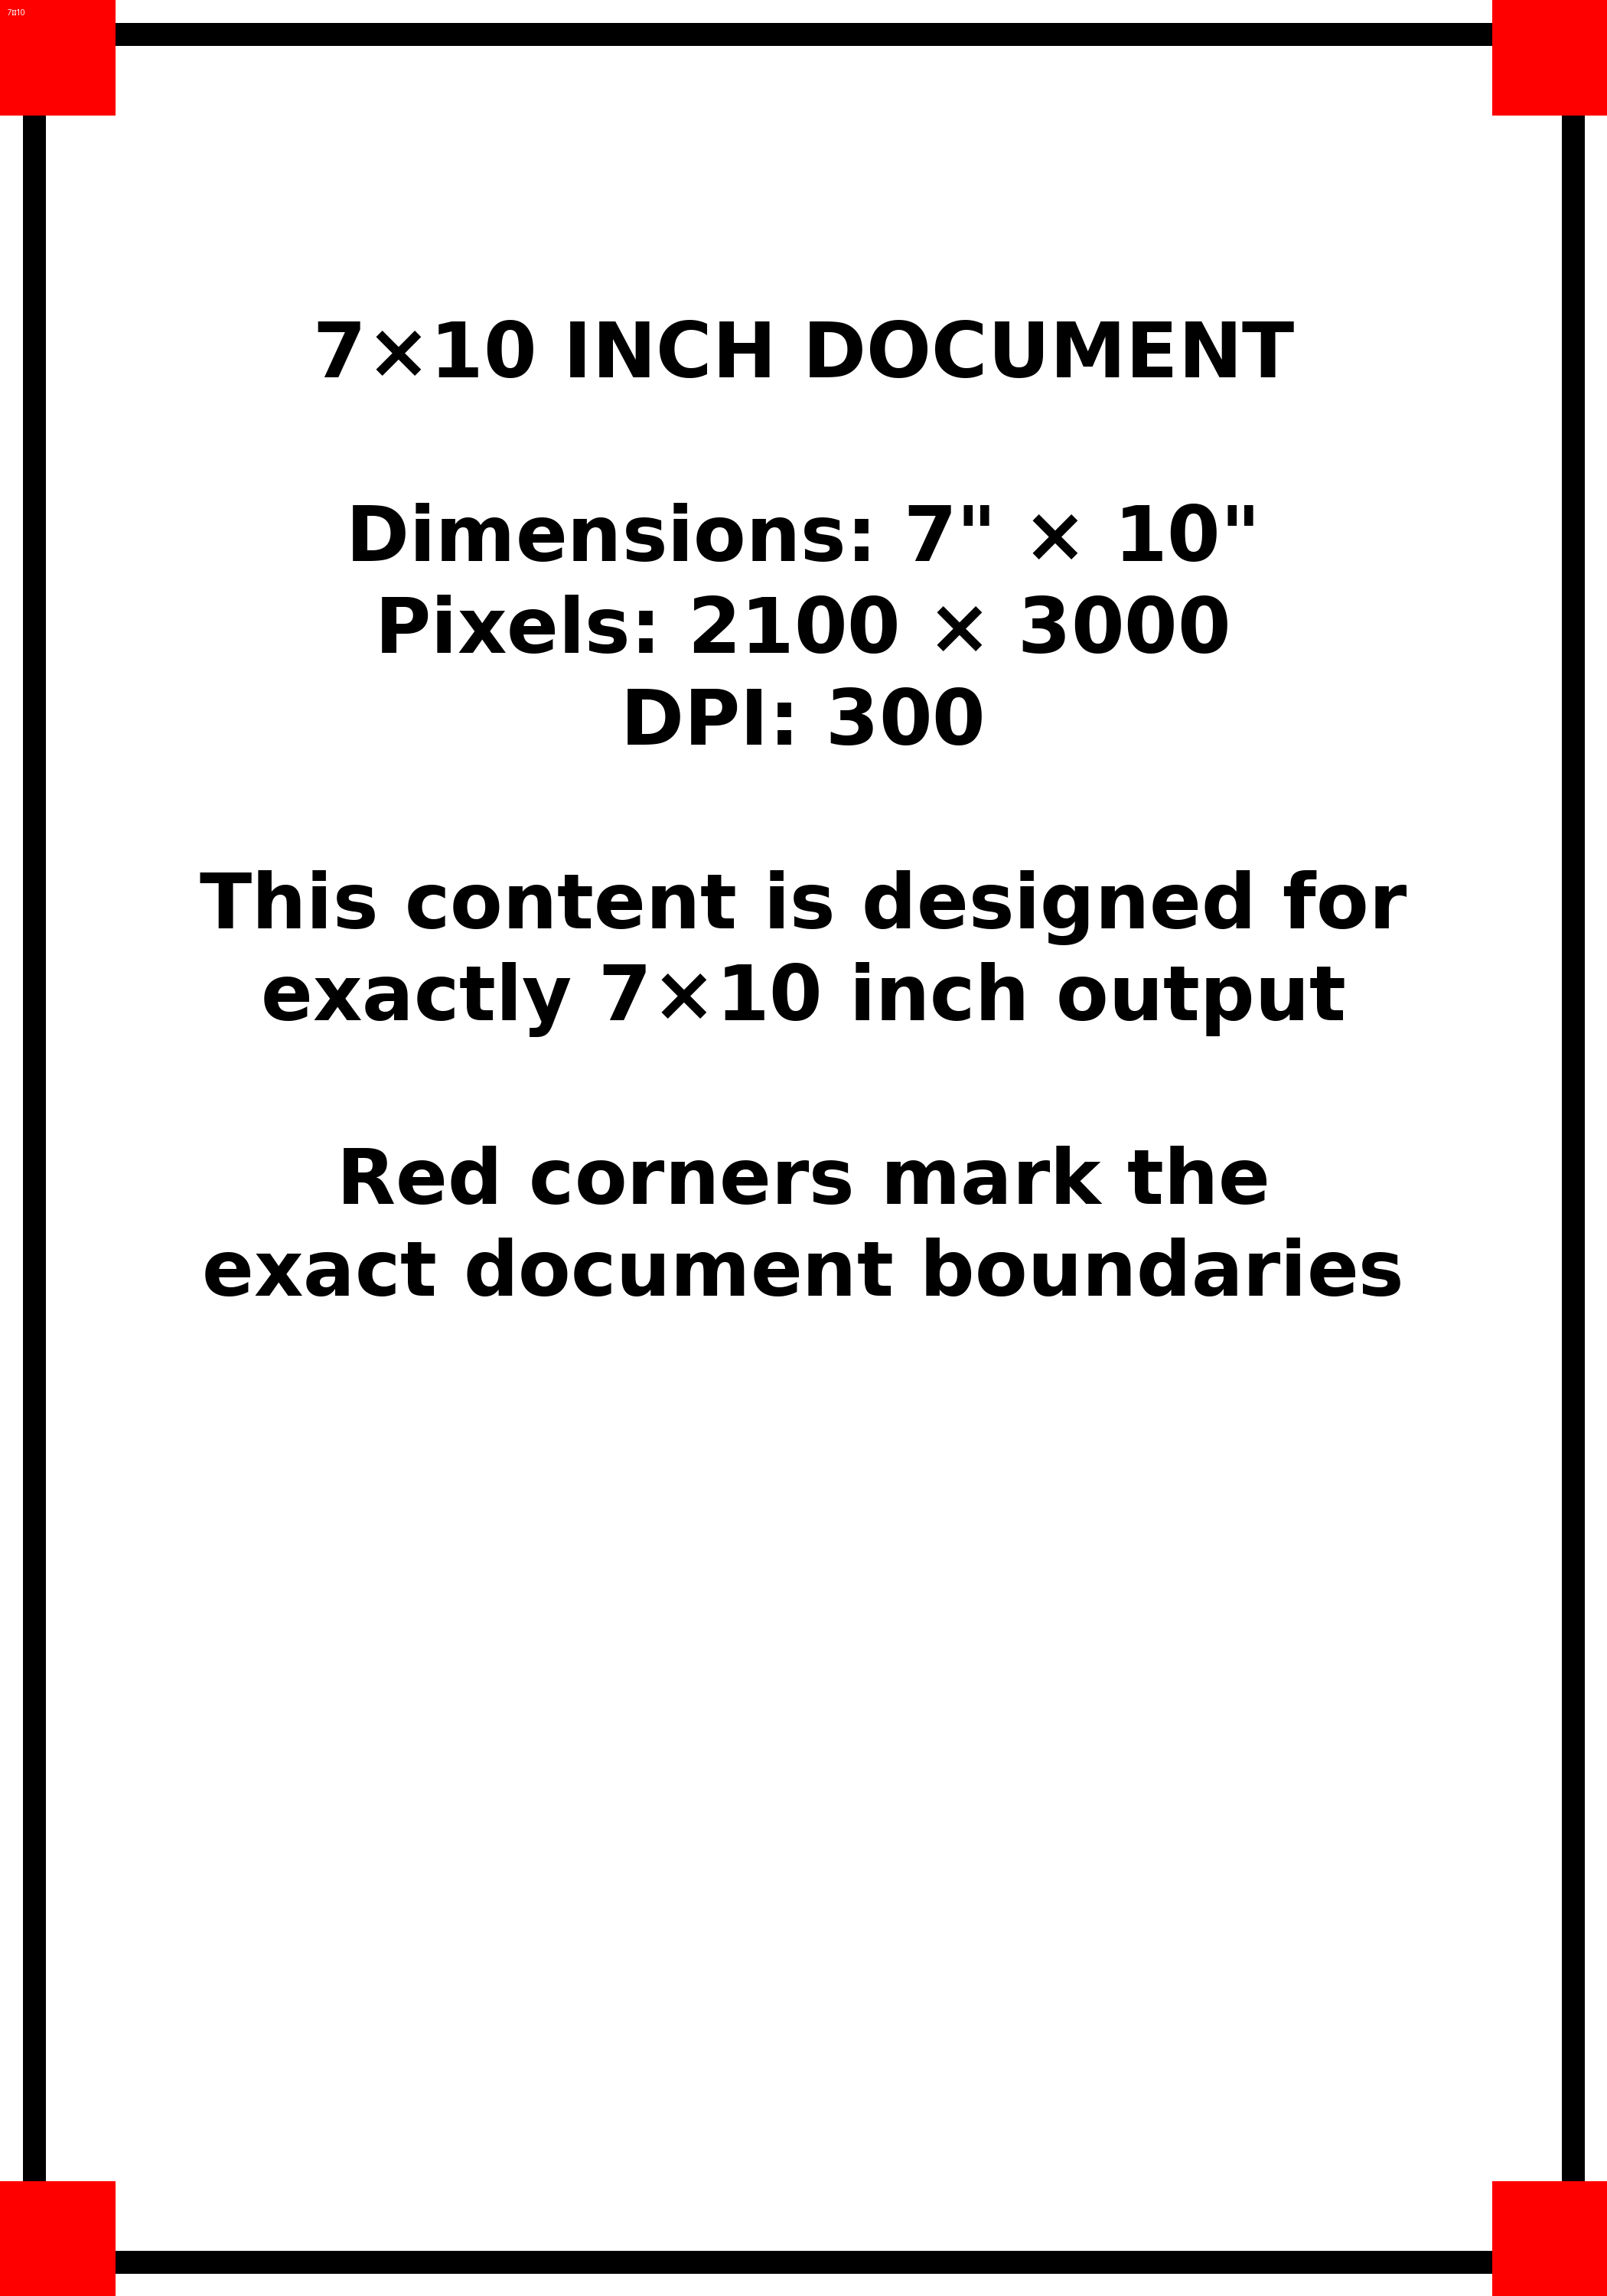 7×10 INCH DOCUMENT
Dimensions: 7" × 10"
Pixels: 2100 × 3000
DPI: 300
This content is designed for
exactly 7×10 inch output
Red corners mark the
exact document boundaries